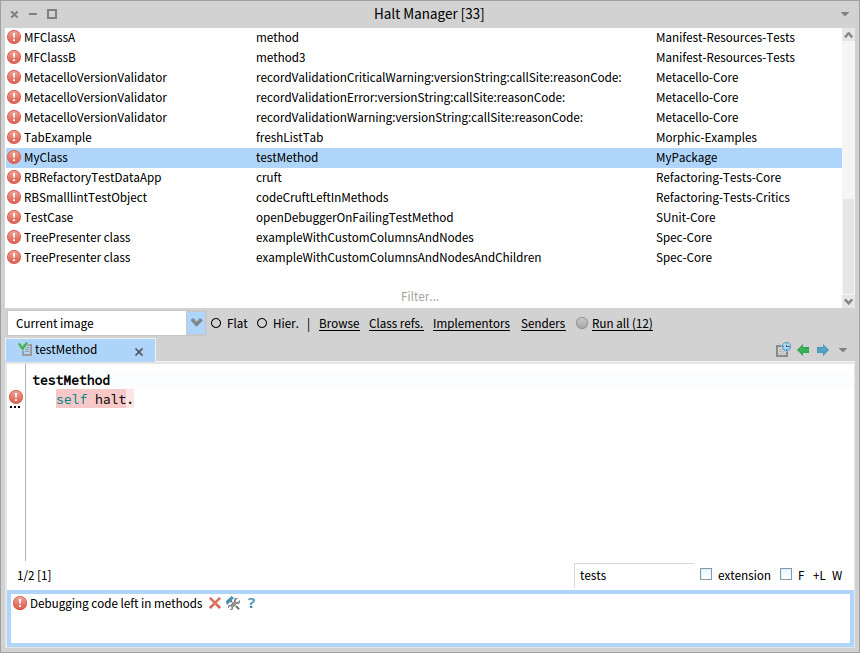 Halt Manager [33]
MFClassA method Manifest-Resources-Tests
MFClassB method3 Manifest-Resources-Tests
MetacelloVersionValidator recordValidationCriticalWarning:versionString:callSite:reasonCode: Metacello-Core
MetacelloVersionValidator recordValidationError:versionString:callSite:reasonCode: Metacello-Core
MetacelloVersionValidator recordValidationWarning:versionString:callSite:reasonCode: Metacello-Core
TabExample freshListTab Morphic-Examples
MyClass testMethod MyPackage
RBRefactoryTestDataApp cruft Refactoring-Tests-Core
RBSmalllintTestObject codeCruftLeftInMethods Refactoring-Tests-Critics
TestCase openDebuggerOnFailingTestMethod SUnit-Core
TreePresenter class exampleWithCustomColumnsAndNodes Spec-Core
TreePresenter class exampleWithCustomColumnsAndNodesAndChildren Spec-Core
Filter...
Current image Flat Hier. | Browse Class refs. Implementors Senders Run all (12)
testMethod
testMethod
self halt.
1/2 [1] tests extension F +L W
Debugging code left in methods ?